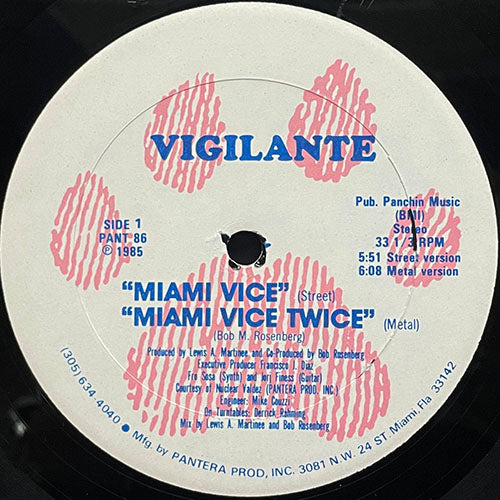 VIGILANTE
SIDE 1
PANT 86
℗ 1985
Pub. Panchin Music
(BMI)
Stereo
33 1/3 RPM
5:51 Street version
6:08 Metal version
"MIAMI VICE" (Street)
"MIAMI VICE TWICE" (Metal)
(Bob M. Rosenberg)
Produced by Lewis A. Martinee and Co-Produced by Bob Rosenberg
Executive Producer Francisco J. Diaz
Fro Sosa (Synth) and Jorj Finess (Guitar)
Courtesy of Nuclear Valdez (PANTERA PROD. INC.)
Engineer: Mike Couzzi
On Turntables: Derrick Rahming
Mix by Lewis A. Martinee and Bob Rosenberg
(305) 634-4040 • Mfg. by PANTERA PROD, INC. 3081 N.W. 24 ST. Miami, Fla 33142